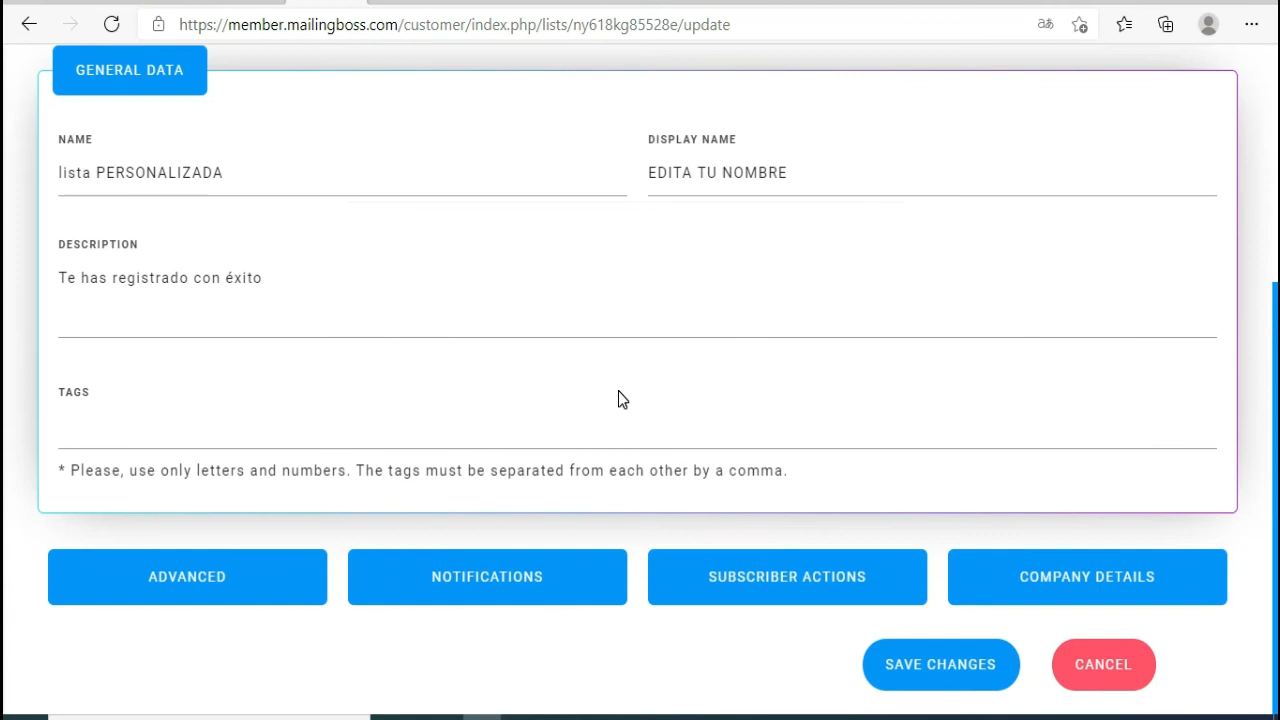 https://member.mailingboss.com/customer/index.php/lists/ny618kg85528e/update
GENERAL DATA
NAME
DISPLAY NAME
lista PERSONALIZADA
EDITA TU NOMBRE
DESCRIPTION
Te has registrado con éxito
TAGS
* Please, use only letters and numbers. The tags must be separated from each other by a comma.
ADVANCED
NOTIFICATIONS
SUBSCRIBER ACTIONS
COMPANY DETAILS
SAVE CHANGES
CANCEL